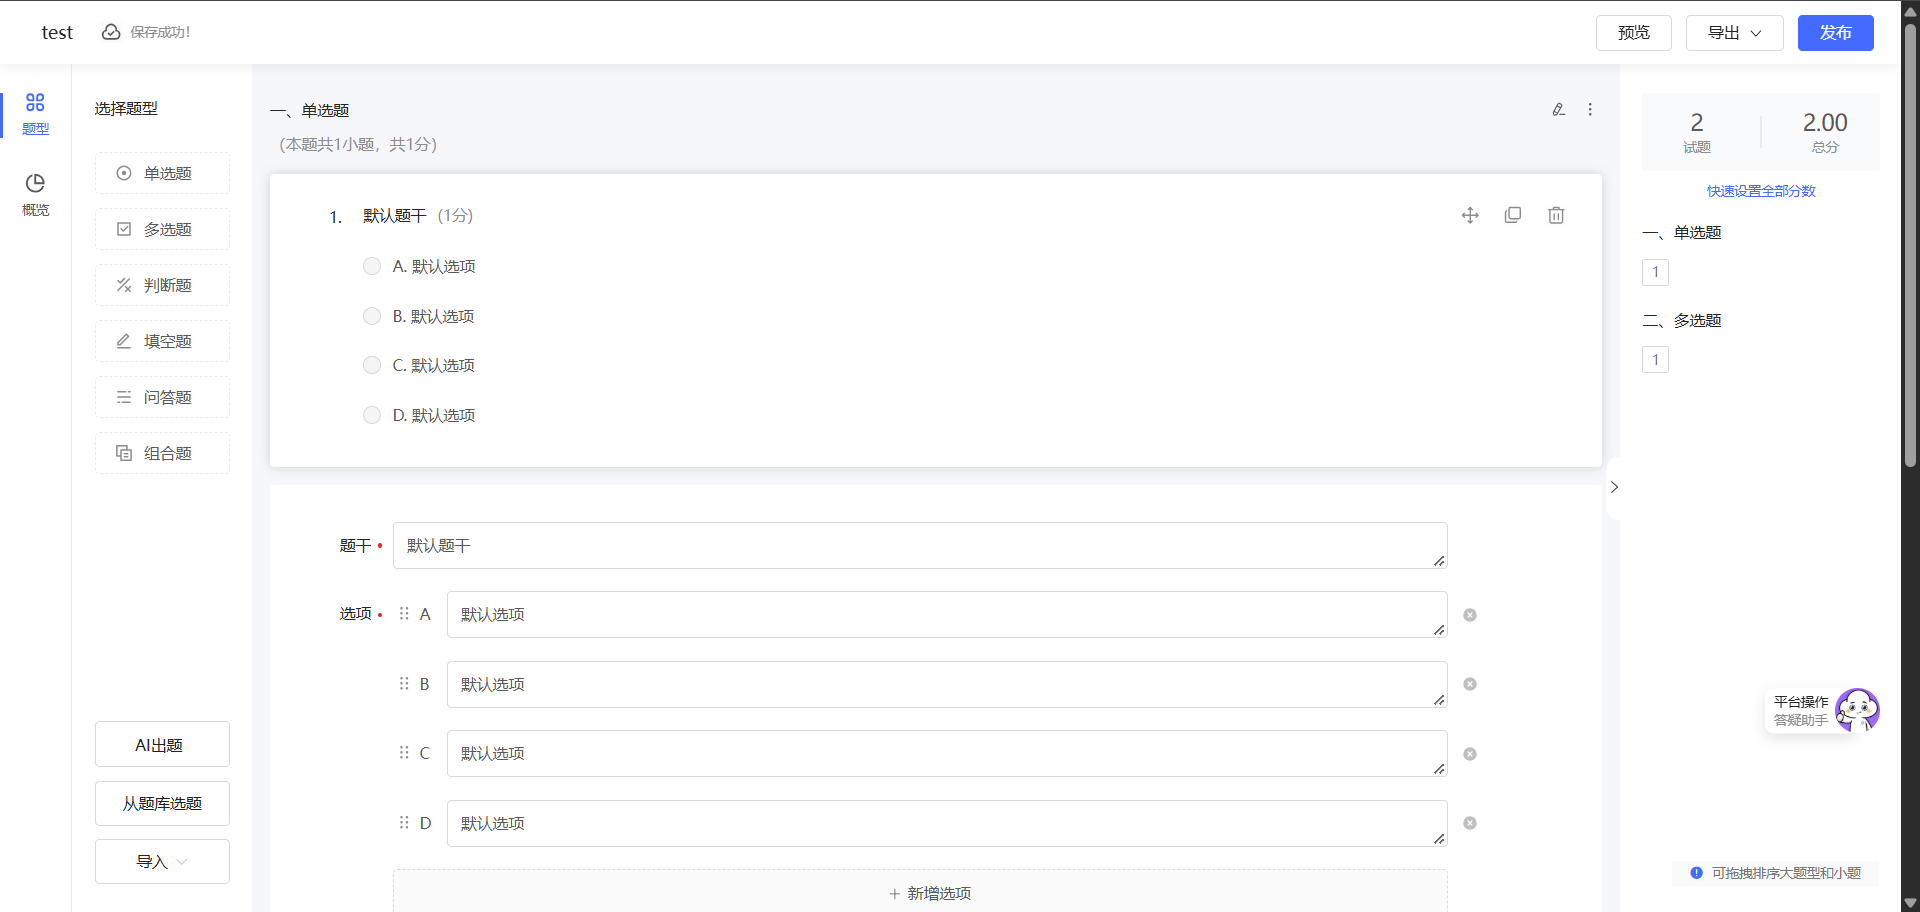 test
保存成功！
预览
导出
发布
题型
概览
选择题型
单选题
多选题
判断题
填空题
问答题
组合题
AI出题
从题库选题
导入
一、单选题
(本题共1小题，共1分)
1. 默认题干 (1分)
A. 默认选项
B. 默认选项
C. 默认选项
D. 默认选项
题干 默认题干
选项 A 默认选项
B 默认选项
C 默认选项
D 默认选项
+ 新增选项
2 2.00
试题 总分
快速设置全部分数
一、单选题
1
二、多选题
1
平台操作
答疑助手
可拖拽排序大题型和小题